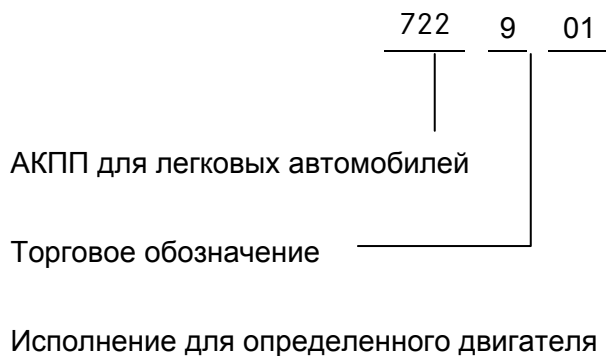 722 9 01
АКПП для легковых автомобилей
Торговое обозначение
Исполнение для определенного двигателя